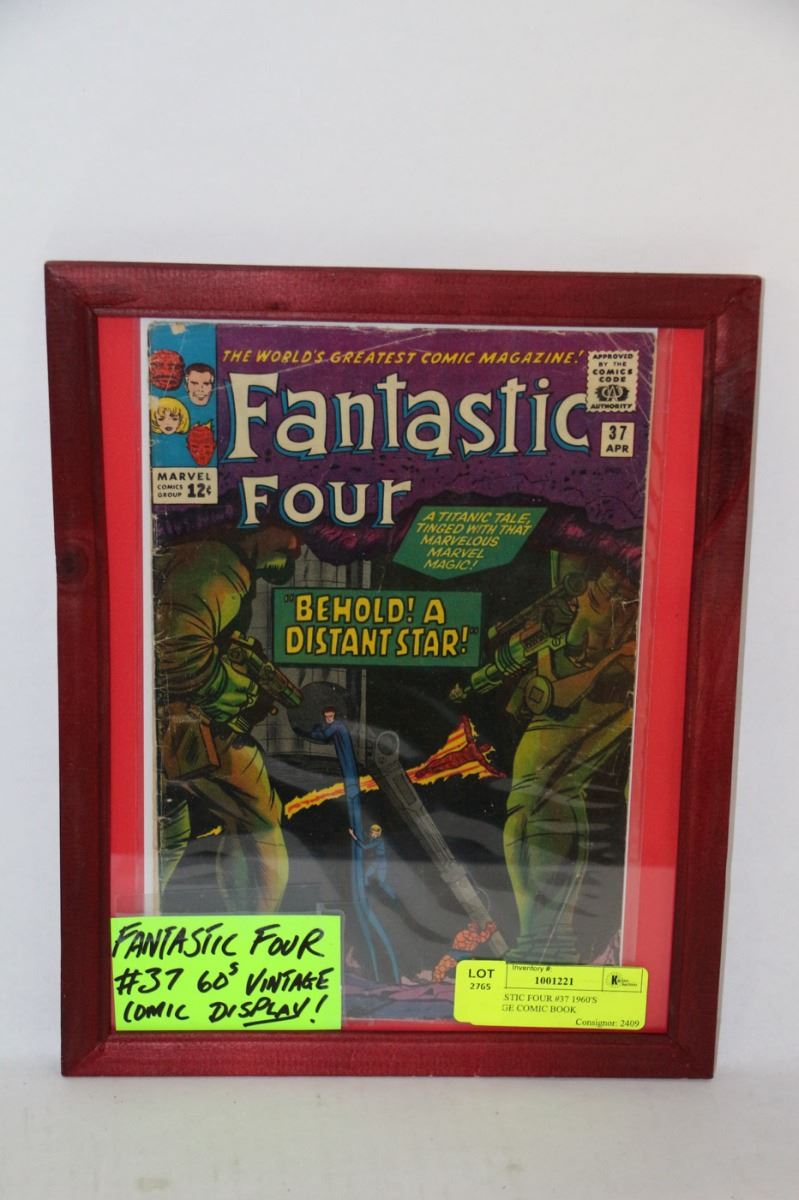 THE WORLD'S GREATEST COMIC MAGAZINE!
APPROVED
BY THE
COMICS
CODE
AUTHORITY
Fantastic
Four
37
APR
MARVEL
COMICS
GROUP
12¢
A TITANIC TALE,
TINGED WITH THAT
MARVELOUS
MARVEL
MAGIC!
"BEHOLD! A
DISTANT STAR!"
FANTASTIC FOUR
#37 60s VINTAGE
COMIC DISPLAY!
LOT
2765
Inventory #:
1001221
STIC FOUR #37 1960'S
GE COMIC BOOK
Consignor: 2409